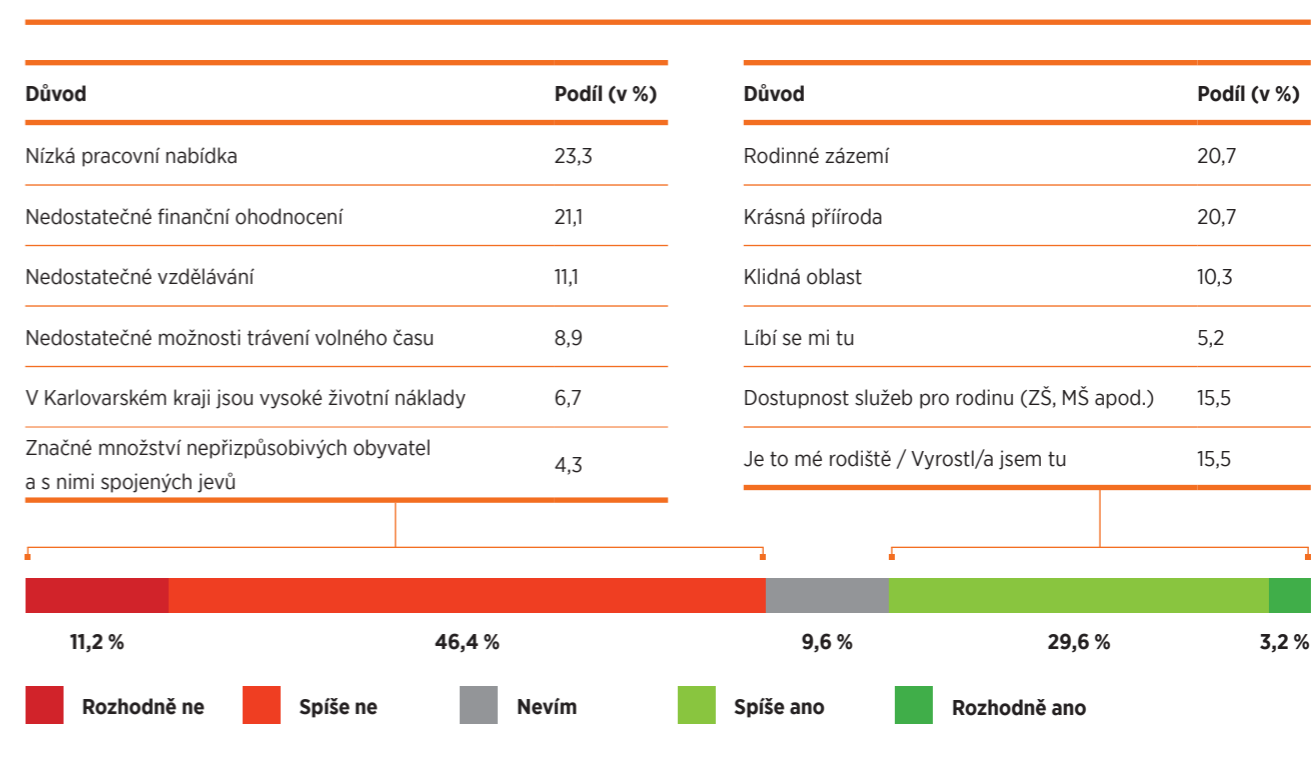 Důvod Podíl (v %)
Nízká pracovní nabídka 23,3
Nedostatečné finanční ohodnocení 21,1
Nedostatečné vzdělávání 11,1
Nedostatečné možnosti trávení volného času 8,9
V Karlovarském kraji jsou vysoké životní náklady 6,7
Značné množství nepřizpůsobivých obyvatel
a s nimi spojených jevů 4,3
Důvod Podíl (v %)
Rodinné zázemí 20,7
Krásná přííroda 20,7
Klidná oblast 10,3
Líbí se mi tu 5,2
Dostupnost služeb pro rodinu (ZŠ, MŠ apod.) 15,5
Je to mé rodiště / Vyrostl/a jsem tu 15,5
11,2 % 46,4 % 9,6 % 29,6 % 3,2 %
Rozhodně ne Spíše ne Nevím Spíše ano Rozhodně ano